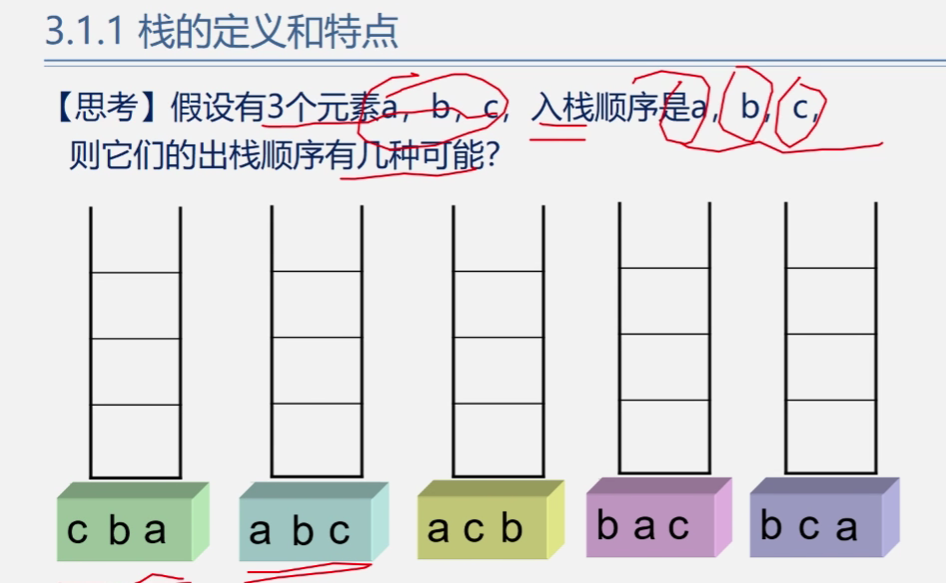 3.1.1 栈的定义和特点
【思考】假设有3个元素a, b, c, 入栈顺序是a, b, c,
则它们的出栈顺序有几种可能?
c b a
a b c
a c b
b a c
b c a